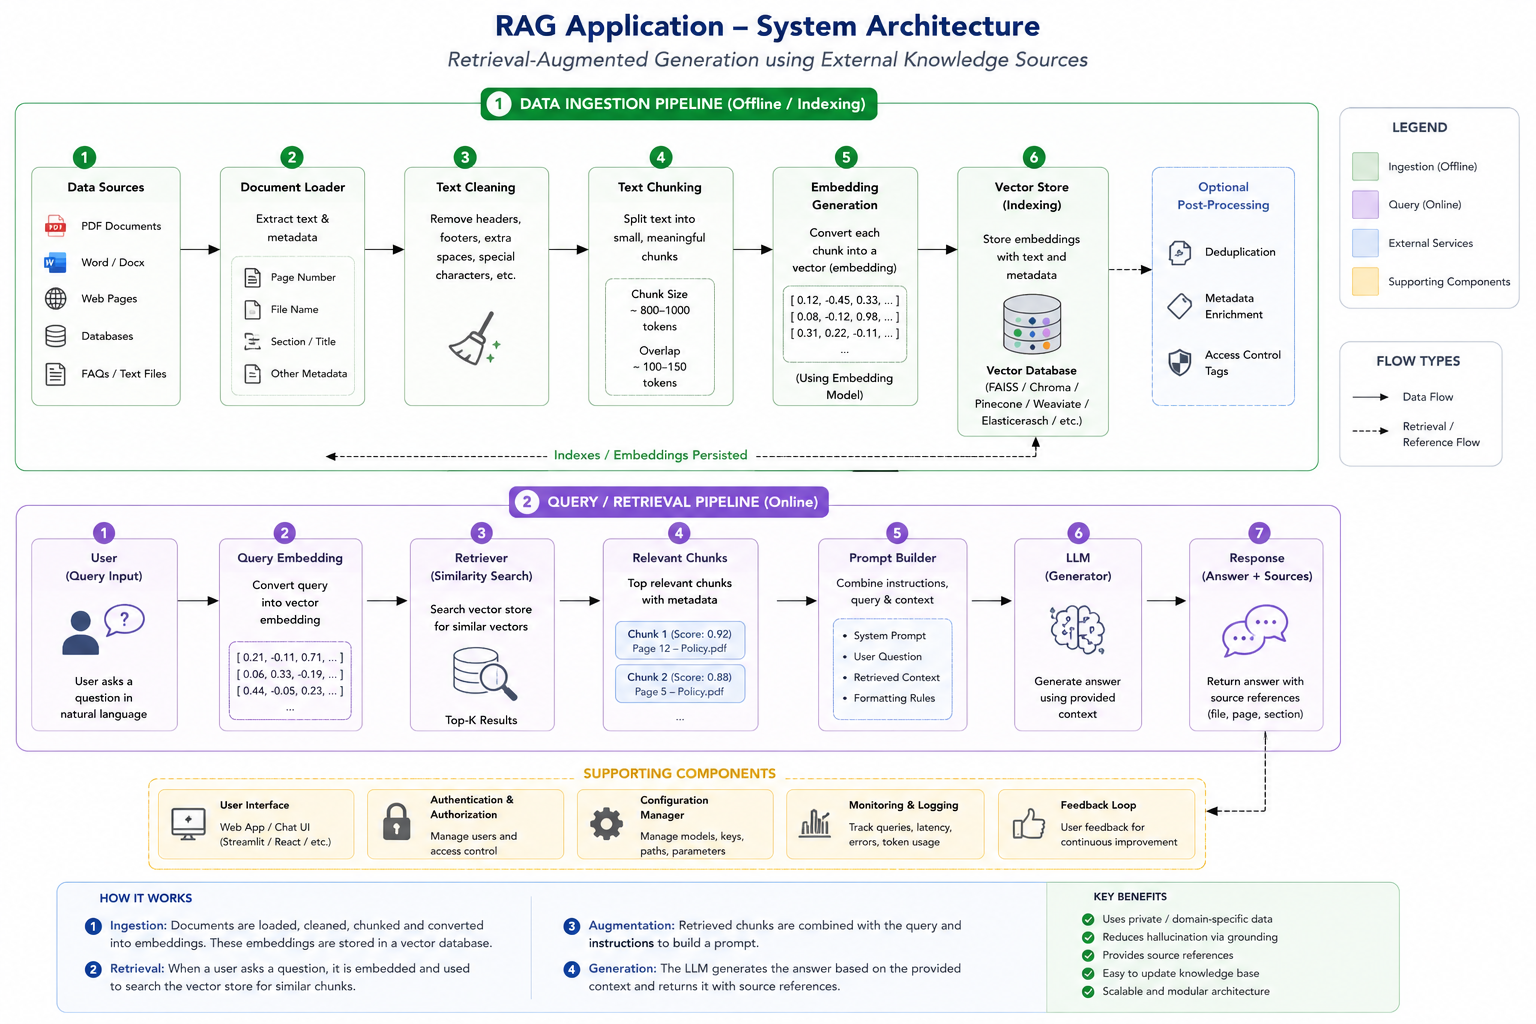 RAG Application – System Architecture
Retrieval-Augmented Generation using External Knowledge Sources
1 DATA INGESTION PIPELINE (Offline / Indexing)
1
Data Sources
PDF
PDF Documents
W
Word / Docx
Web Pages
Databases
FAQs / Text Files
2
Document Loader
Extract text &
metadata
Page Number
File Name
Section / Title
Other Metadata
3
Text Cleaning
Remove headers,
footers, extra
spaces, special
characters, etc.
4
Text Chunking
Split text into
small, meaningful
chunks
Chunk Size
~ 800–1000
tokens
Overlap
~ 100–150
tokens
5
Embedding
Generation
Convert each
chunk into a
vector (embedding)
[ 0.12, -0.45, 0.33, ... ]
[ 0.08, -0.12, 0.98, ... ]
[ 0.31, 0.22, -0.11, ... ]
...
(Using Embedding
Model)
6
Vector Store
(Indexing)
Store embeddings
with text and
metadata
Vector Database
(FAISS / Chroma /
Pinecone / Weaviate /
Elasticerasch / etc.)
Optional
Post-Processing
Deduplication
Metadata
Enrichment
Access Control
Tags
Indexes / Embeddings Persisted
LEGEND
Ingestion (Offline)
Query (Online)
External Services
Supporting Components
FLOW TYPES
Data Flow
Retrieval /
Reference Flow
2 QUERY / RETRIEVAL PIPELINE (Online)
1
User
(Query Input)
?
User asks a
question in
natural language
2
Query Embedding
Convert query
into vector
embedding
[ 0.21, -0.11, 0.71, ... ]
[ 0.06, 0.33, -0.19, ... ]
[ 0.44, -0.05, 0.23, ... ]
...
3
Retriever
(Similarity Search)
Search vector store
for similar vectors
Top-K Results
4
Relevant Chunks
Top relevant chunks
with metadata
Chunk 1 (Score: 0.92)
Page 12 – Policy.pdf
Chunk 2 (Score: 0.88)
Page 5 – Policy.pdf
...
5
Prompt Builder
Combine instructions,
query & context
• System Prompt
• User Question
• Retrieved Context
• Formatting Rules
6
LLM
(Generator)
Generate answer
using provided
context
7
Response
(Answer + Sources)
Return answer with
source references
(file, page, section)
SUPPORTING COMPONENTS
User Interface
Web App / Chat UI
(Streamlit / React / etc.)
Authentication &
Authorization
Manage users and
access control
Configuration
Manager
Manage models, keys,
paths, parameters
Monitoring & Logging
Track queries, latency,
errors, token usage
Feedback Loop
User feedback for
continuous improvement
HOW IT WORKS
1 Ingestion: Documents are loaded, cleaned, chunked and converted
into embeddings. These embeddings are stored in a vector database.
2 Retrieval: When a user asks a question, it is embedded and used
to search the vector store for similar chunks.
3 Augmentation: Retrieved chunks are combined with the query and
instructions to build a prompt.
4 Generation: The LLM generates the answer based on the provided
context and returns it with source references.
KEY BENEFITS
Uses private / domain-specific data
Reduces hallucination via grounding
Provides source references
Easy to update knowledge base
Scalable and modular architecture